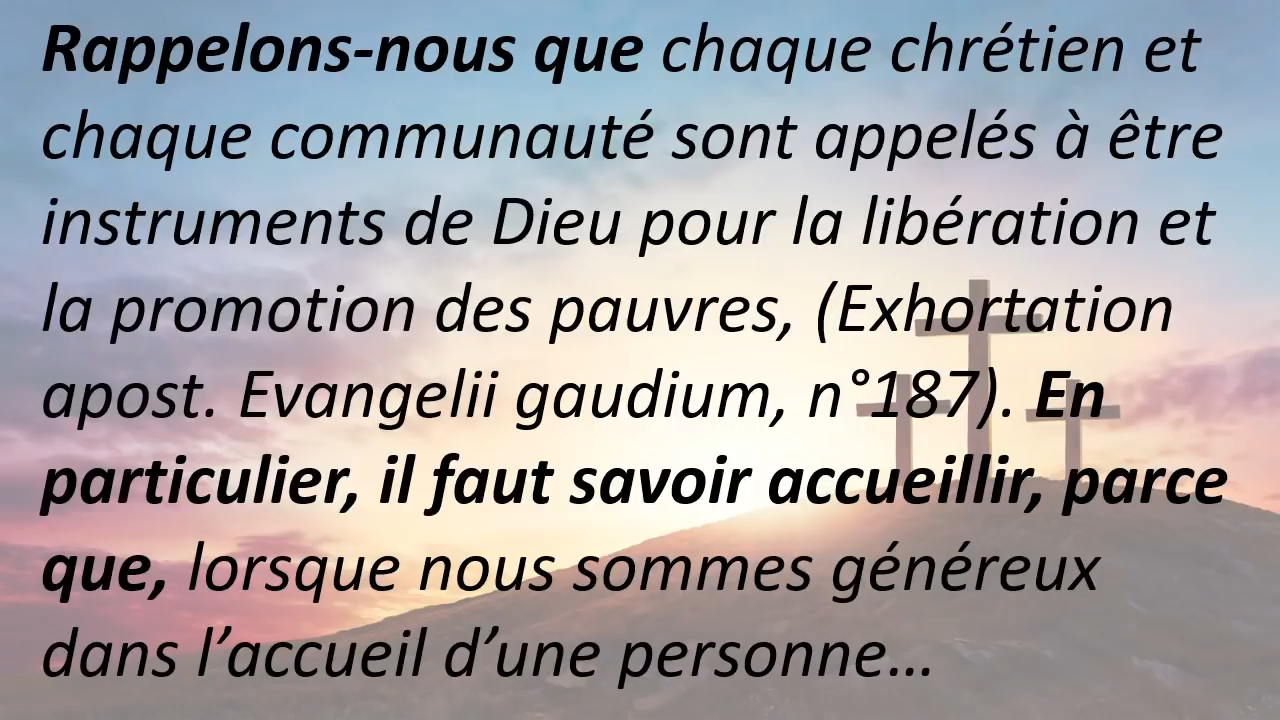 Rappelons-nous que chaque chrétien et
chaque communauté sont appelés à être
instruments de Dieu pour la libération et
la promotion des pauvres, (Exhortation
apost. Evangelii gaudium, n°187). En
particulier, il faut savoir accueillir, parce
que, lorsque nous sommes généreux
dans l’accueil d’une personne…